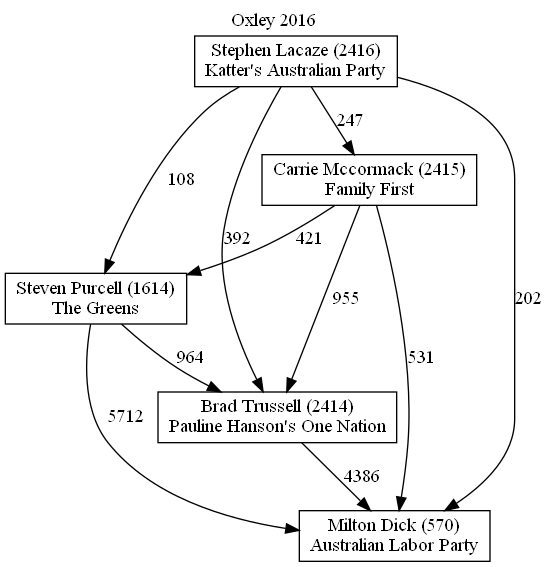 Oxley 2016
Stephen Lacaze (2416)
Katter's Australian Party
247
Carrie Mccormack (2415)
Family First
108
392
421
202
Steven Purcell (1614)
The Greens
955
964
531
Brad Trussell (2414)
Pauline Hanson's One Nation
5712
4386
Milton Dick (570)
Australian Labor Party